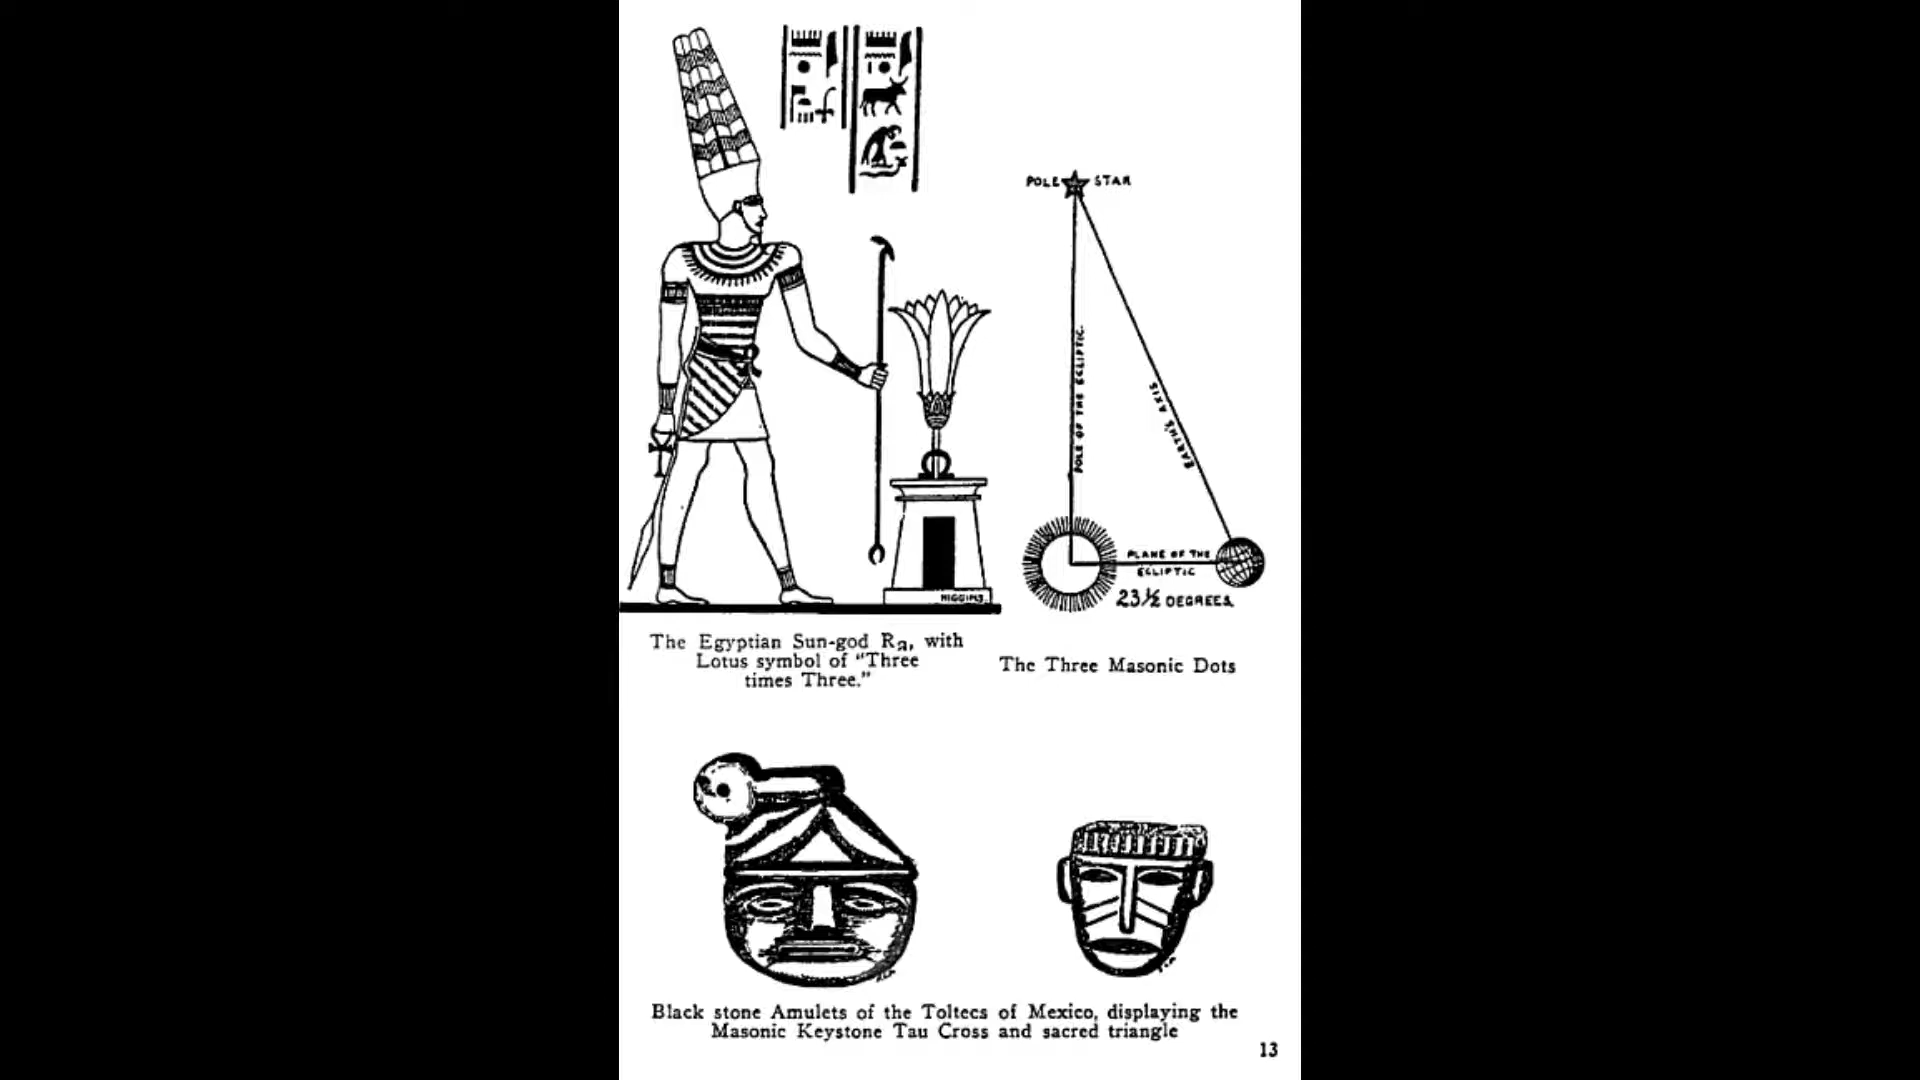 POLE STAR
POLE OF THE ECLIPTIC.
EARTH'S AXIS
PLANE OF THE
ECLIPTIC
23½ DEGREES
HIGGINS.
The Egyptian Sun-god Ra, with
Lotus symbol of "Three
times Three."
The Three Masonic Dots
Black stone Amulets of the Toltecs of Mexico, displaying the
Masonic Keystone Tau Cross and sacred triangle
13